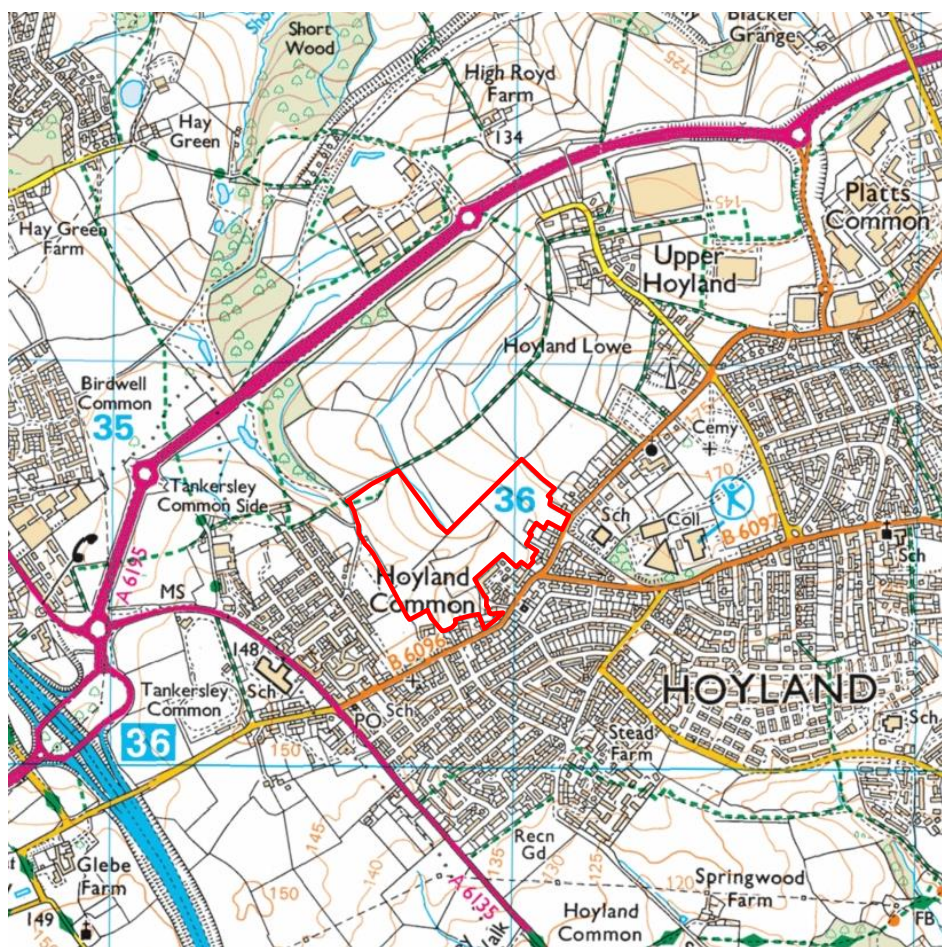 Short
Wood
Blacker
Grange
125
High Royd
Farm
134
Hay
Green
145
Platts
Common
Hay Green
Farm
Upper
Hoyland
Hoyland Lowe
Birdwell
Common
35
175
Cemy
170
Tankersley
Common Side
36
Sch
Coll
B 6097
Sch
A 6195
MS
Hoyland
Common
B 6096
148
Sch
Tankersley
Common
PO
Sch
HOYLAND
Sch
36
150
Stead
Farm
145
140
135
130
125
Recn
Gd
120
Glebe
Farm
150
A 6135
Springwood
Farm
149
150
Hoyland
Common
FB